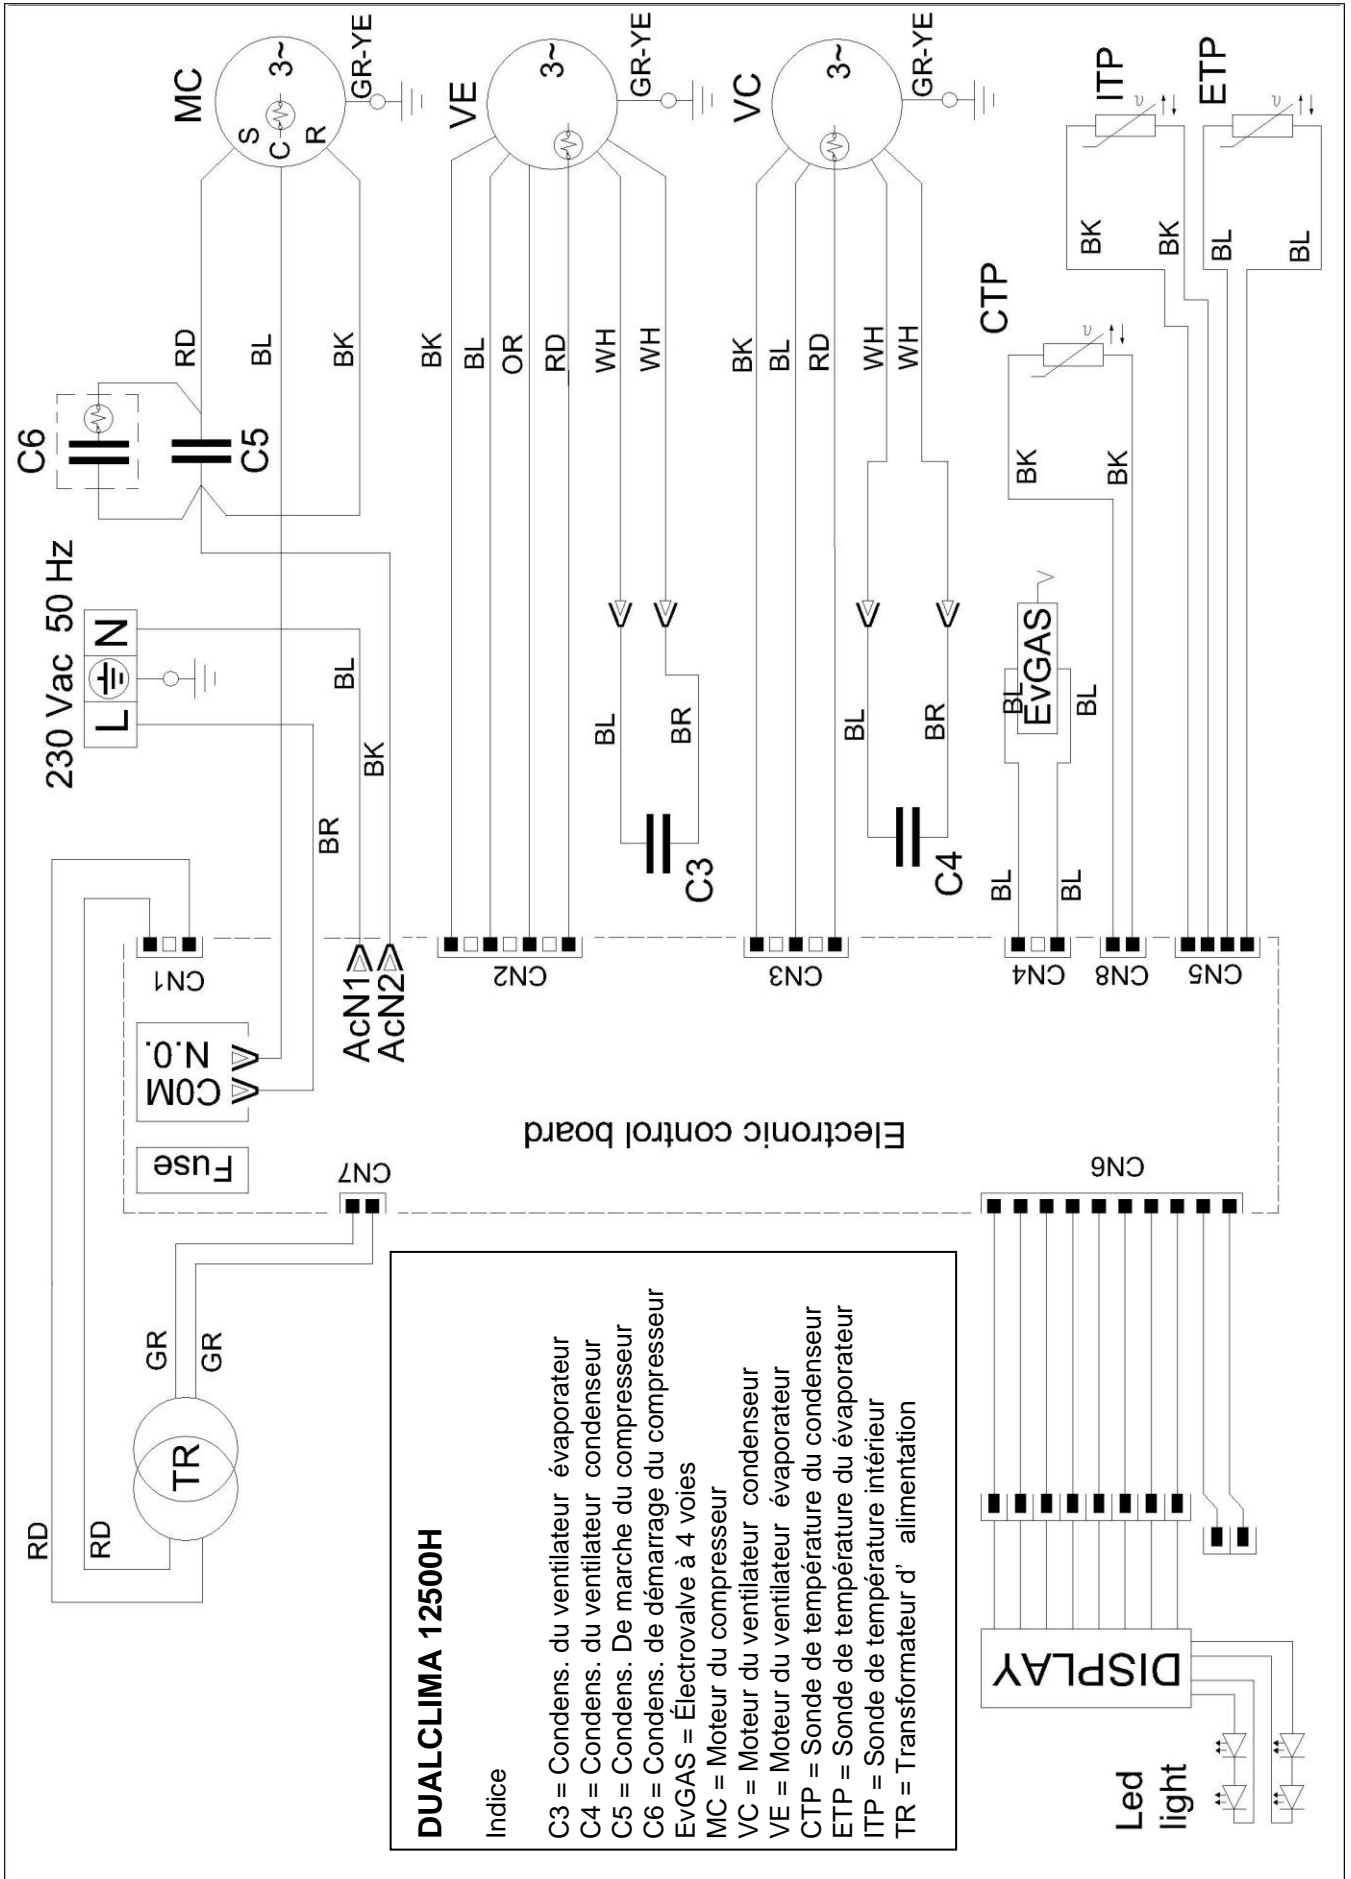 230 Vac 50 Hz
L
N
C6
C5
MC
S
C
R
3~
GR-YE
RD
BL
BK
VE
3~
GR-YE
BK
BL
OR
RD
WH
WH
BL
BR
C3
VC
3~
GR-YE
BK
BL
RD
WH
WH
BL
BR
C4
BL
BK
BR
ITP
υ
BK
BK
ETP
υ
BL
BL
CTP
υ
BK
BK
EvGAS
BL
BL
BL
BL
CN1
AcN1
AcN2
CN2
CN3
CN4
CN8
CN5
N.O.
C0M
Fuse
Electronic control board
CN7
CN6
GR
GR
TR
RD
RD
DISPLAY
Led
light
DUALCLIMA 12500H
Indice
C3 = Condens. du ventilateur évaporateur
C4 = Condens. du ventilateur condenseur
C5 = Condens. De marche du compresseur
C6 = Condens. de démarrage du compresseur
EvGAS = Électrovalve à 4 voies
MC = Moteur du compresseur
VC = Moteur du ventilateur condenseur
VE = Moteur du ventilateur évaporateur
CTP = Sonde de température du condenseur
ETP = Sonde de température du évaporateur
ITP = Sonde de température intérieur
TR = Transformateur d’ alimentation